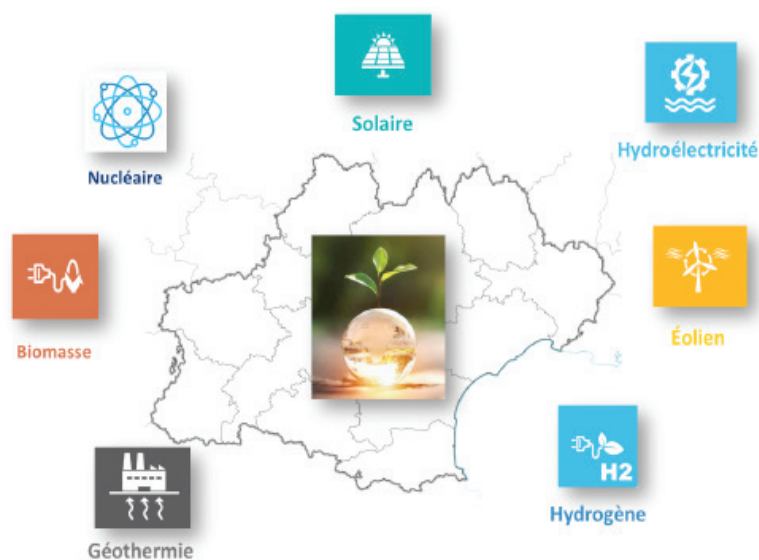 Solaire
Nucléaire
Hydroélectricité
Biomasse
Éolien
H2
Hydrogène
Géothermie